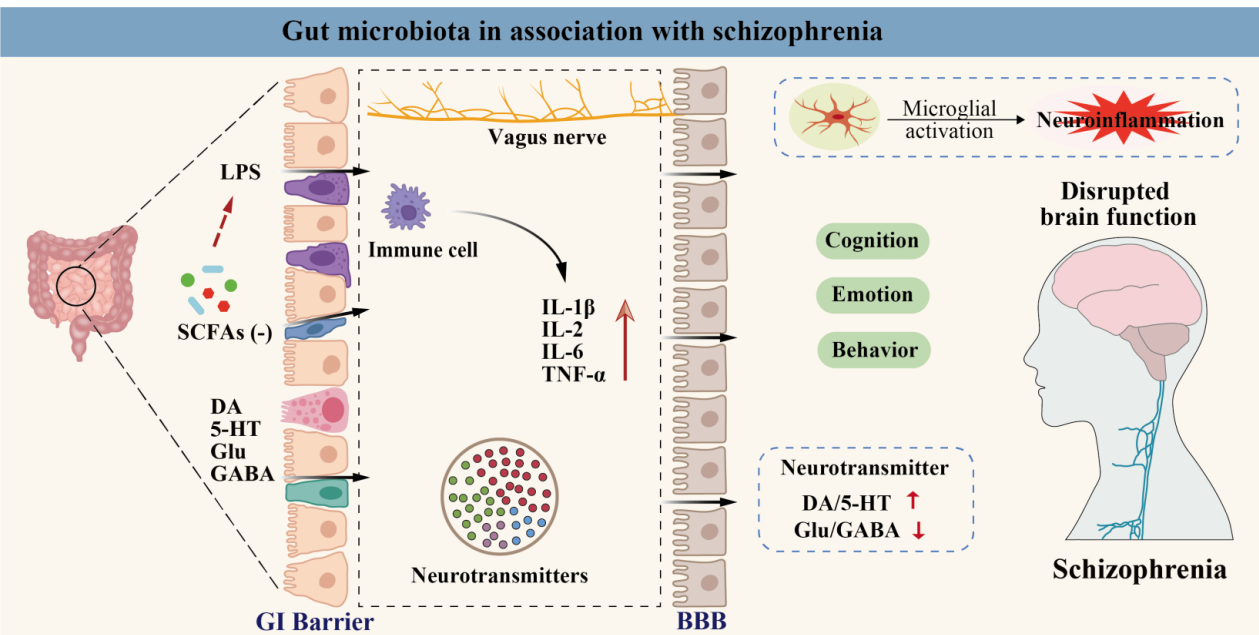 Gut microbiota in association with schizophrenia
LPS
SCFAs (-)
DA
5-HT
Glu
GABA
GI Barrier
Vagus nerve
Immune cell
IL-1β
IL-2
IL-6
TNF-α
Neurotransmitters
BBB
Microglial
activation
Neuroinflammation
Cognition
Emotion
Behavior
Neurotransmitter
DA/5-HT ↑
Glu/GABA ↓
Disrupted
brain function
Schizophrenia